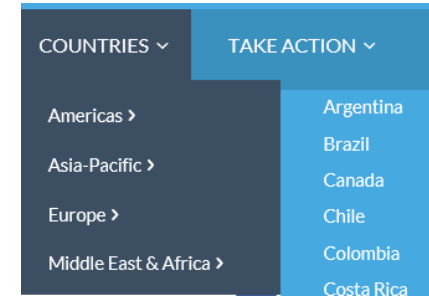 COUNTRIES
TAKE ACTION
Americas
Asia-Pacific
Europe
Middle East & Africa
Argentina
Brazil
Canada
Chile
Colombia
Costa Rica